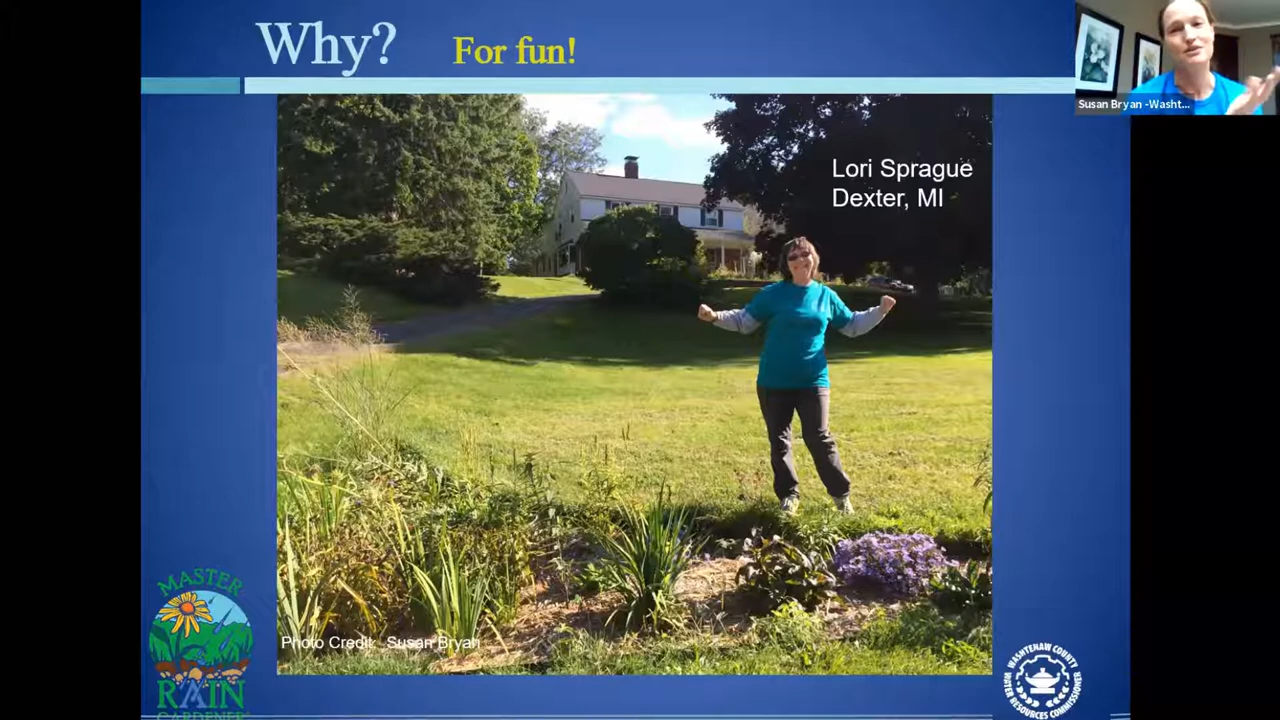 Why? For fun!
Susan Bryan -Washt...
Lori Sprague
Dexter, MI
Photo Credit: Susan Bryan
MASTER
RAIN
GARDENER
WASHTENAW COUNTY
WATER RESOURCES COMMISSIONER